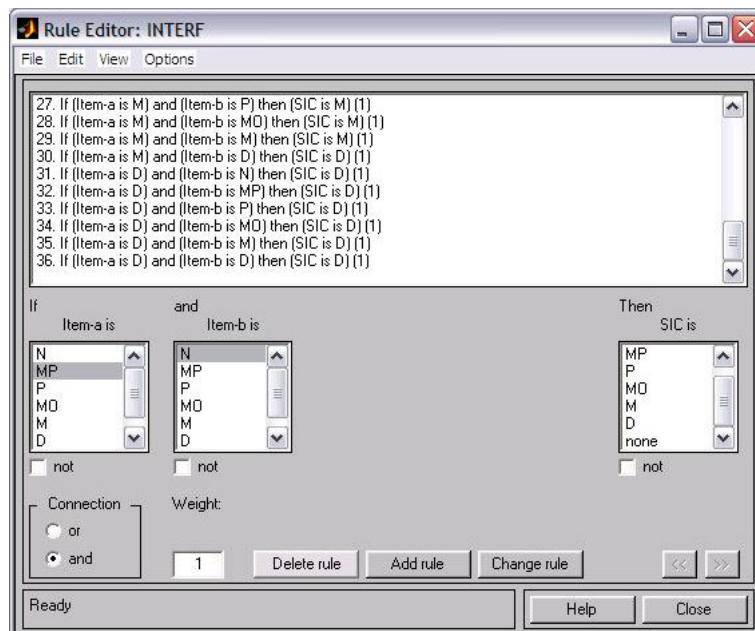 Rule Editor: INTERF
File Edit View Options
27. If (Item-a is M) and (Item-b is P) then (SIC is M) (1)
28. If (Item-a is M) and (Item-b is MO) then (SIC is M) (1)
29. If (Item-a is M) and (Item-b is M) then (SIC is M) (1)
30. If (Item-a is M) and (Item-b is D) then (SIC is D) (1)
31. If (Item-a is D) and (Item-b is N) then (SIC is D) (1)
32. If (Item-a is D) and (Item-b is MP) then (SIC is D) (1)
33. If (Item-a is D) and (Item-b is P) then (SIC is D) (1)
34. If (Item-a is D) and (Item-b is MO) then (SIC is D) (1)
35. If (Item-a is D) and (Item-b is M) then (SIC is D) (1)
36. If (Item-a is D) and (Item-b is D) then (SIC is D) (1)
If and Then
Item-a is Item-b is SIC is
N N MP
MP MP P
P P MO
MO MO M
M M D
D D none
not not not
Connection Weight:
or
and 1 Delete rule Add rule Change rule << >>
Ready Help Close